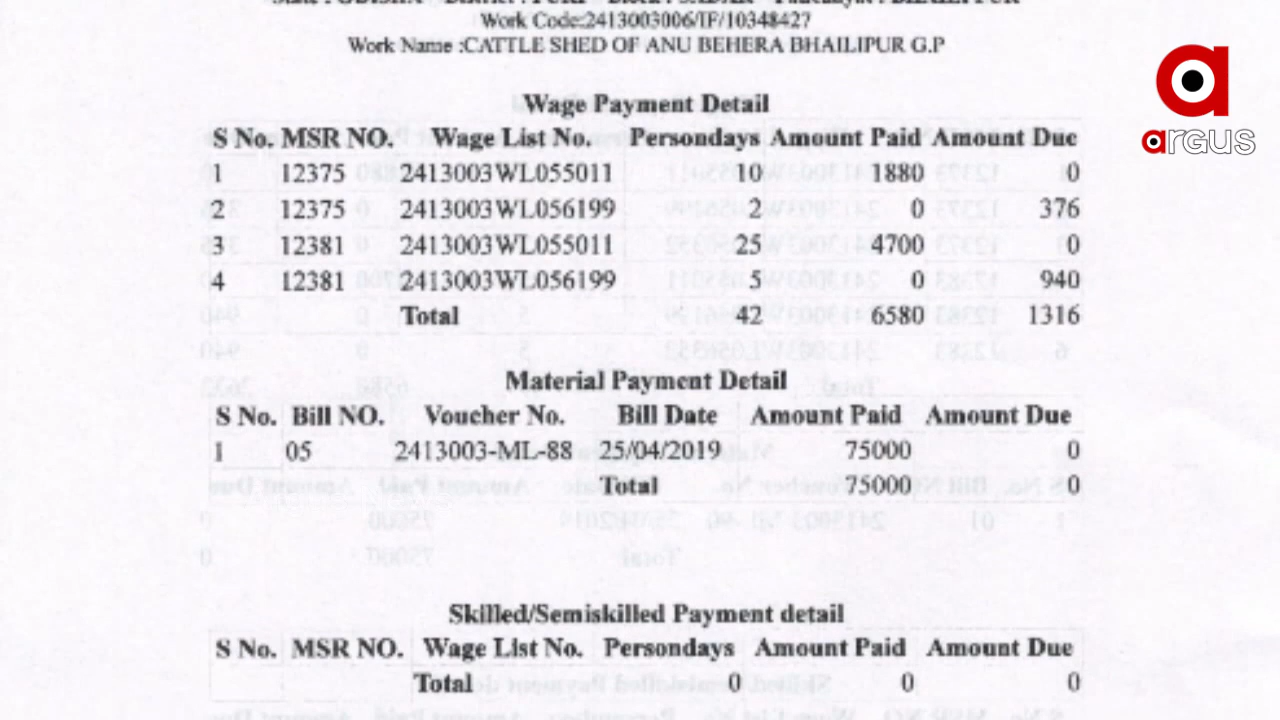 Work Code:2413003006/IF/10348427
Work Name :CATTLE SHED OF ANU BEHERA BHAILIPUR G.P
argus
Wage Payment Detail
S No. MSR NO. Wage List No. Persondays Amount Paid Amount Due
1 12375 2413003WL055011 10 1880 0
2 12375 2413003WL056199 2 0 376
3 12381 2413003WL055011 25 4700 0
4 12381 2413003WL056199 5 0 940
Total 42 6580 1316
Material Payment Detail
S No. Bill NO. Voucher No. Bill Date Amount Paid Amount Due
1 05 2413003-ML-88 25/04/2019 75000 0
Total 75000 0
Skilled/Semiskilled Payment detail
S No. MSR NO. Wage List No. Persondays Amount Paid Amount Due
Total 0 0 0